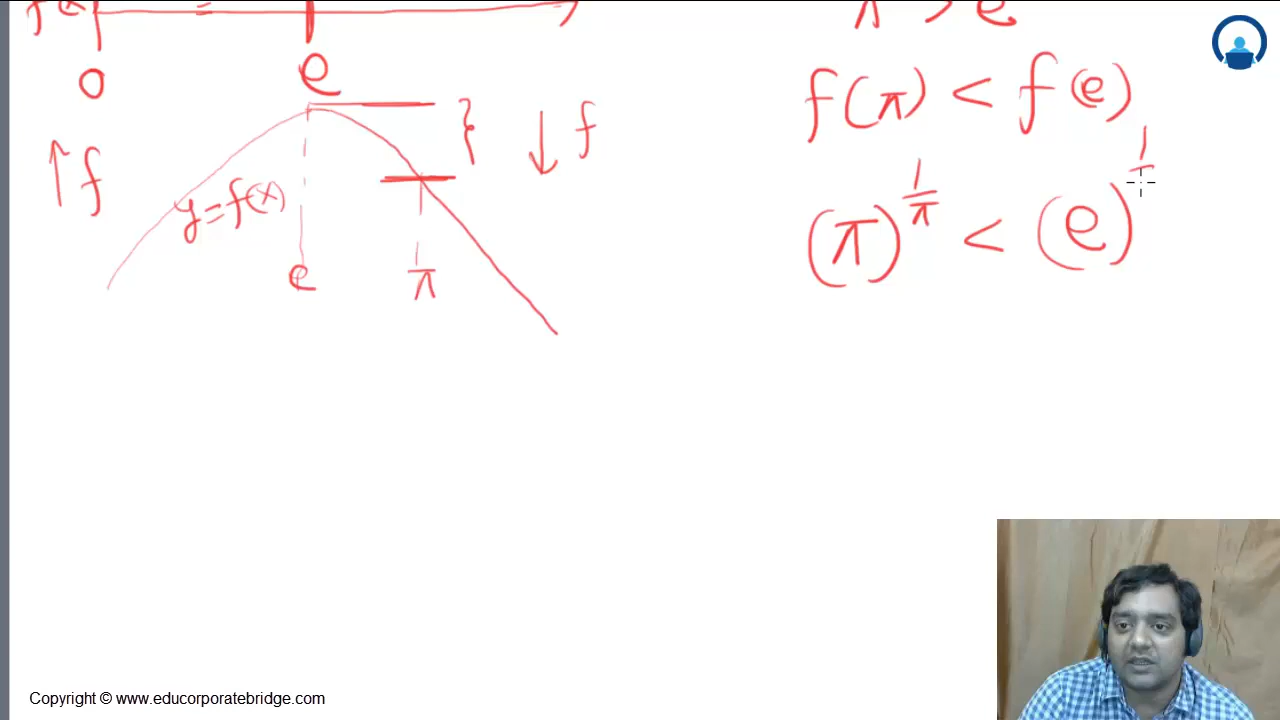 π > e
0 e
f(π) < f(e)
↑ f
y = f(x)
} ↓ f
(π)^(1/π) < (e)^1
e π
Copyright © www.educorporatebridge.com